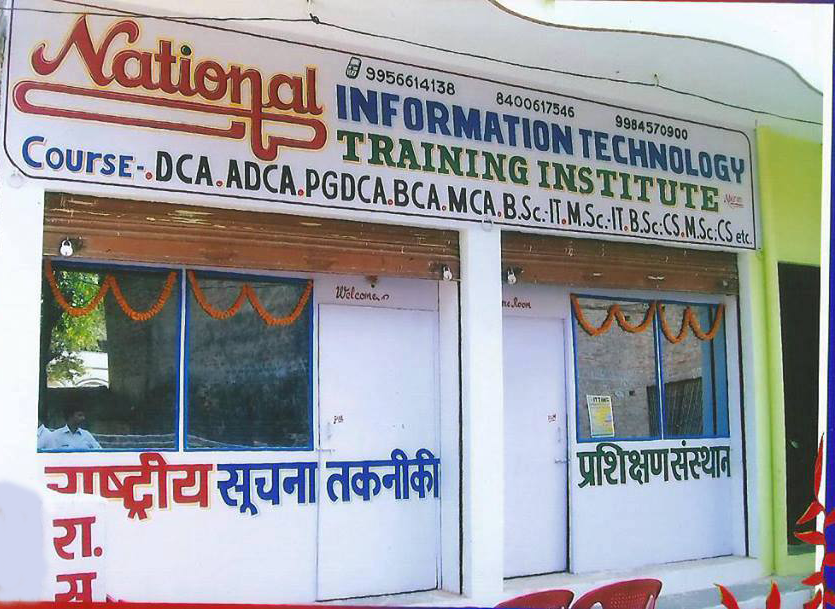 National
9956614138 8400617546 9984570900
INFORMATION TECHNOLOGY
TRAINING INSTITUTE
Course-.DCA.ADCA.PGDCA.BCA.MCA.B.Sc.-IT.M.Sc.-IT.B.Sc:CS.M.Sc:CS etc.
Welcome
राष्ट्रीय सूचना तकनीकी प्रशिक्षण संस्थान
रा.
सू